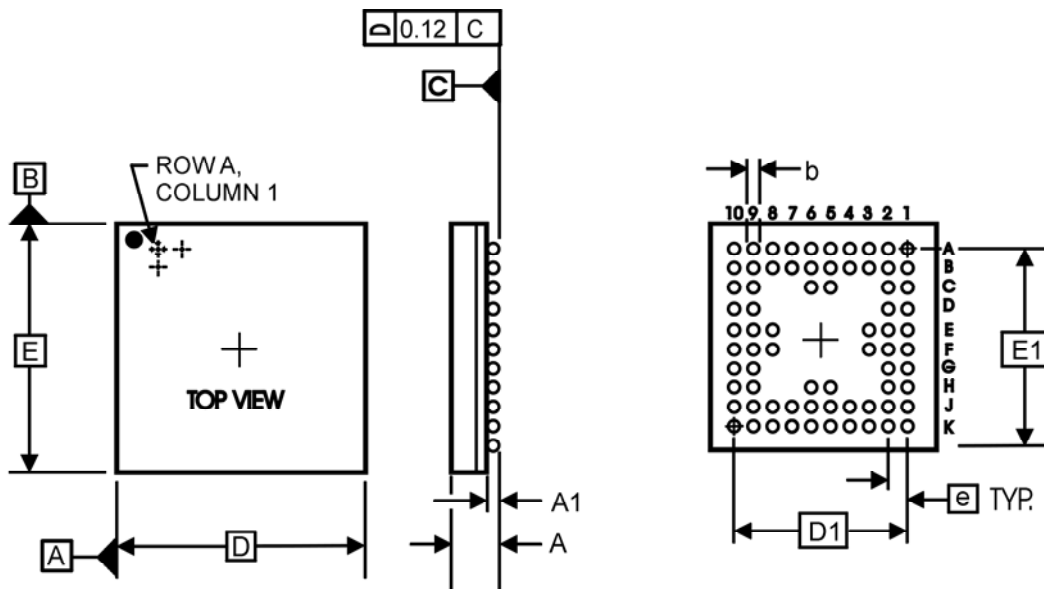 ⌓ 0.12 C
C
B
ROW A,
COLUMN 1
E
TOP VIEW
A
D
A1
A
b
10 9 8 7 6 5 4 3 2 1
A
B
C
D
E
F
G
H
J
K
E1
e TYP.
D1